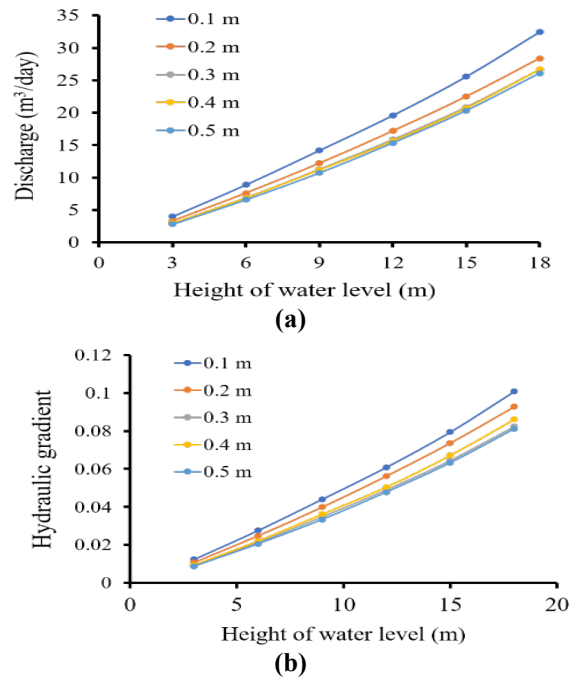 35
30
25
20
15
10
5
0
Discharge (m³/day)
0.1 m
0.2 m
0.3 m
0.4 m
0.5 m
0 3 6 9 12 15 18
Height of water level (m)
(a)
0.12
0.1
0.08
0.06
0.04
0.02
0
Hydraulic gradient
0.1 m
0.2 m
0.3 m
0.4 m
0.5 m
0 5 10 15 20
Height of water level (m)
(b)